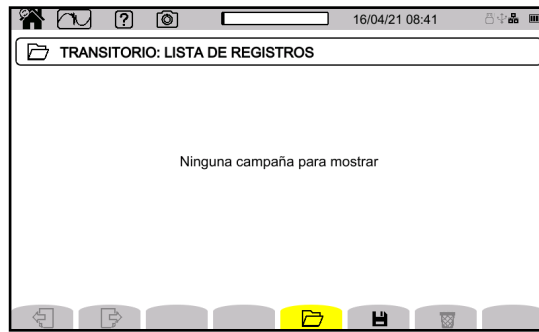 ?
16/04/21 08:41
TRANSITORIO: LISTA DE REGISTROS
Ninguna campaña para mostrar